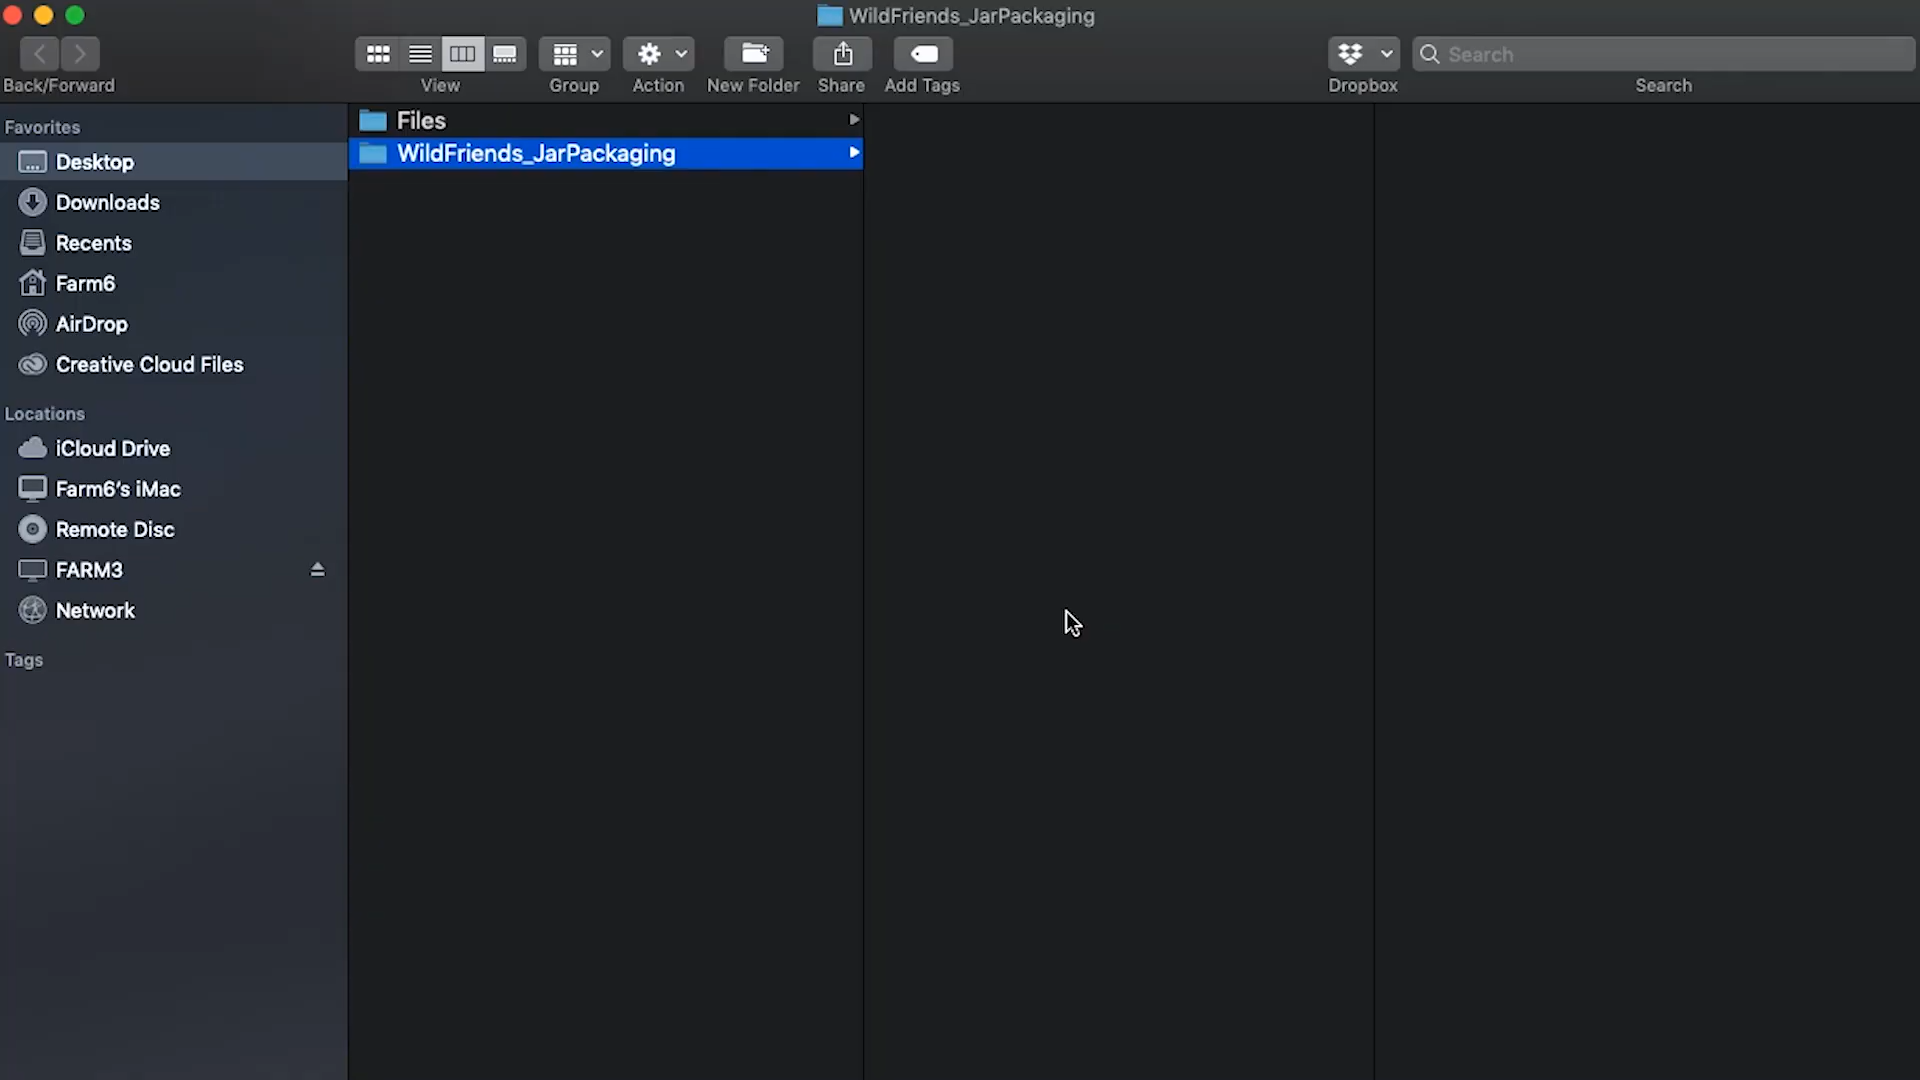 WildFriends_JarPackaging
Back/Forward
View
Group
Action
New Folder
Share
Add Tags
Dropbox
Search
Search
Favorites
Desktop
Downloads
Recents
Farm6
AirDrop
Creative Cloud Files
Locations
iCloud Drive
Farm6's iMac
Remote Disc
FARM3
Network
Tags
Files
WildFriends_JarPackaging